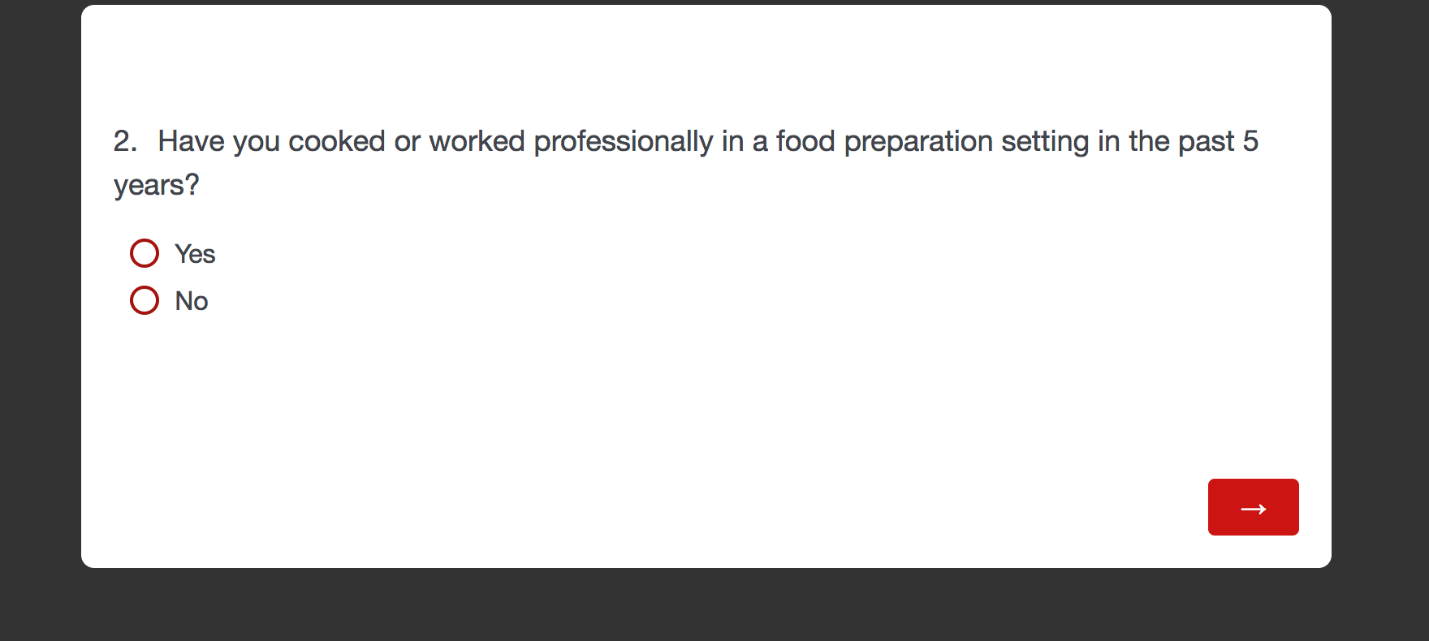 2. Have you cooked or worked professionally in a food preparation setting in the past 5
years?
Yes
No
→